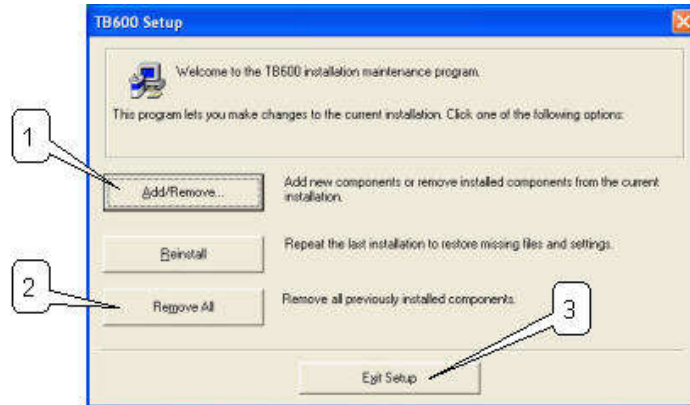 TB600 Setup
Welcome to the TB600 installation maintenance program.
This program lets you make changes to the current installation. Click one of the following options:
1
Add/Remove...
Add new components or remove installed components from the current
installation.
Reinstall
Repeat the last installation to restore missing files and settings.
2
Remove All
Remove all previously installed components.
3
Exit Setup